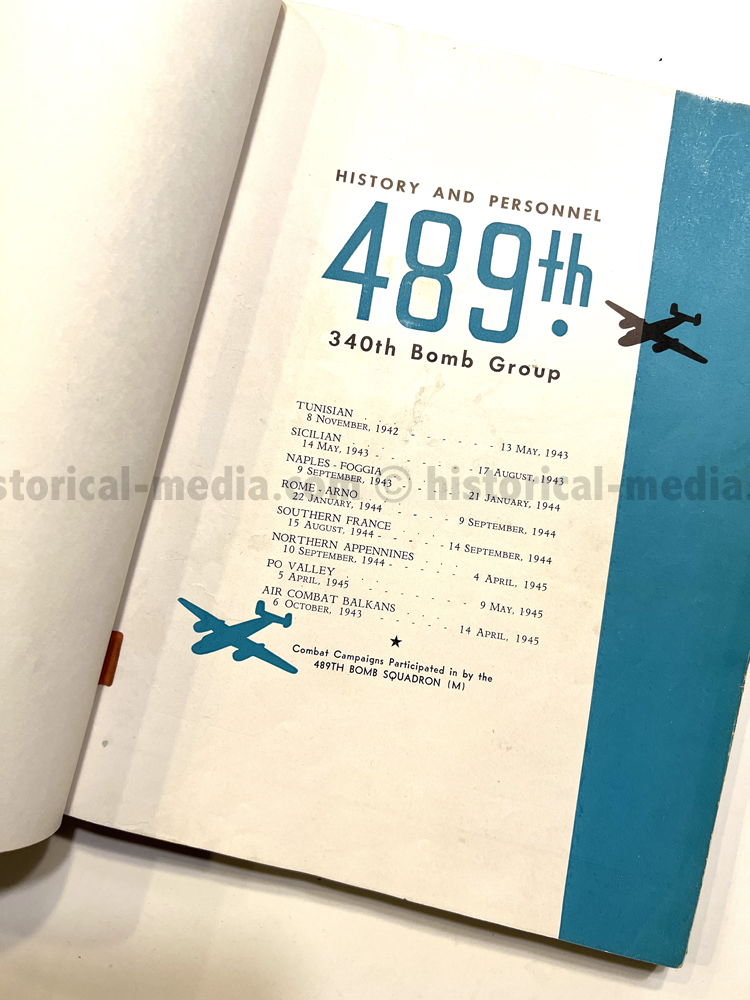 HISTORY AND PERSONNEL
489th
340th Bomb Group
TUNISIAN . .
8 NOVEMBER, 1942 - - - - - - 13 MAY, 1943
SICILIAN . . . . . . . . . .
14 MAY, 1943 - - - - - - - 17 AUGUST, 1943
NAPLES - FOGGIA . . .
9 SEPTEMBER, 1943 - - - - 21 JANUARY, 1944
ROME - ARNO . . . .
22 JANUARY, 1944 - - - - 9 SEPTEMBER, 1944
SOUTHERN FRANCE . . .
15 AUGUST, 1944 - - - - - 14 SEPTEMBER, 1944
NORTHERN APPENNINES . . .
10 SEPTEMBER, 1944 - - - - - 4 APRIL, 1945
PO VALLEY . . . . . . .
5 APRIL, 1945 - - - - - - - 9 MAY, 1945
AIR COMBAT BALKANS . . . .
6 OCTOBER, 1943 - - - - - - 14 APRIL, 1945
★
Combat Campaigns Participated in by the
489TH BOMB SQUADRON (M)
storical-media.com © historical-media